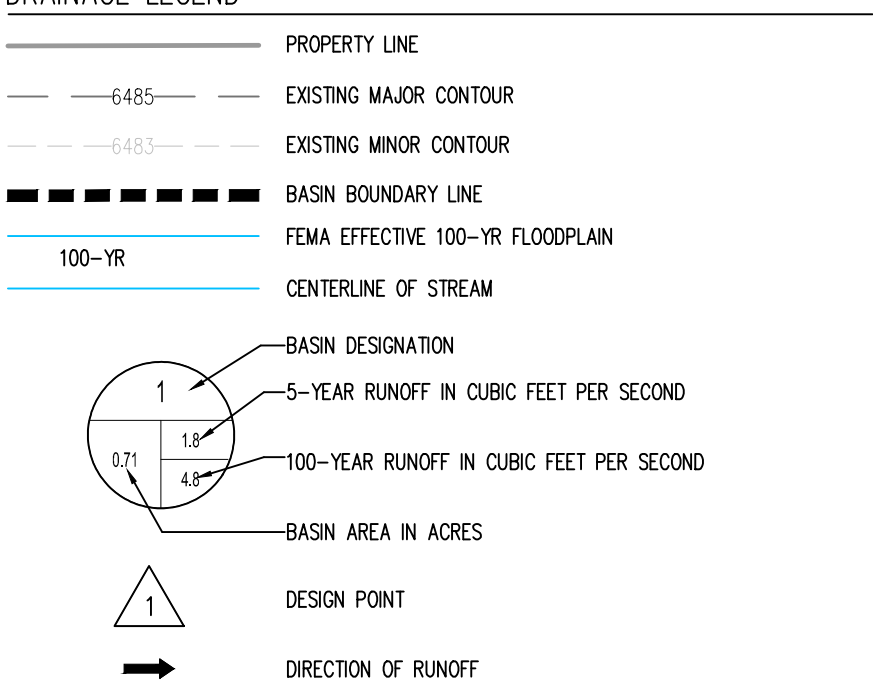 DRAINAGE LEGEND
PROPERTY LINE
6485 EXISTING MAJOR CONTOUR
6483 EXISTING MINOR CONTOUR
BASIN BOUNDARY LINE
FEMA EFFECTIVE 100-YR FLOODPLAIN
100-YR
CENTERLINE OF STREAM
BASIN DESIGNATION
1
5-YEAR RUNOFF IN CUBIC FEET PER SECOND
1.8
0.71
100-YEAR RUNOFF IN CUBIC FEET PER SECOND
4.8
BASIN AREA IN ACRES
1 DESIGN POINT
DIRECTION OF RUNOFF